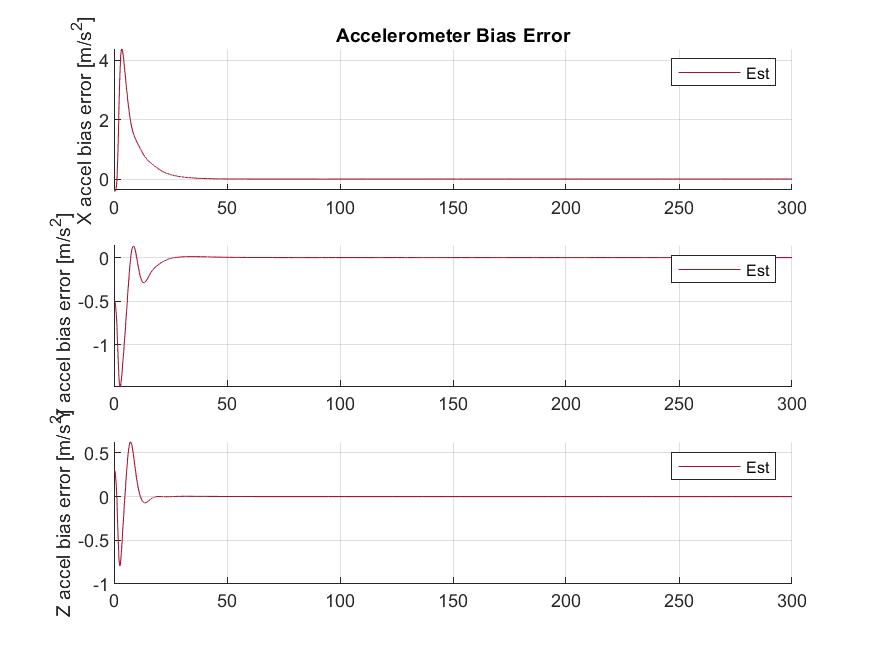 Accelerometer Bias Error
X accel bias error [m/s²]
4
2
0
Est
0 50 100 150 200 250 300
Y accel bias error [m/s²]
0
-0.5
-1
Est
0 50 100 150 200 250 300
Z accel bias error [m/s²]
0.5
0
-0.5
-1
Est
0 50 100 150 200 250 300